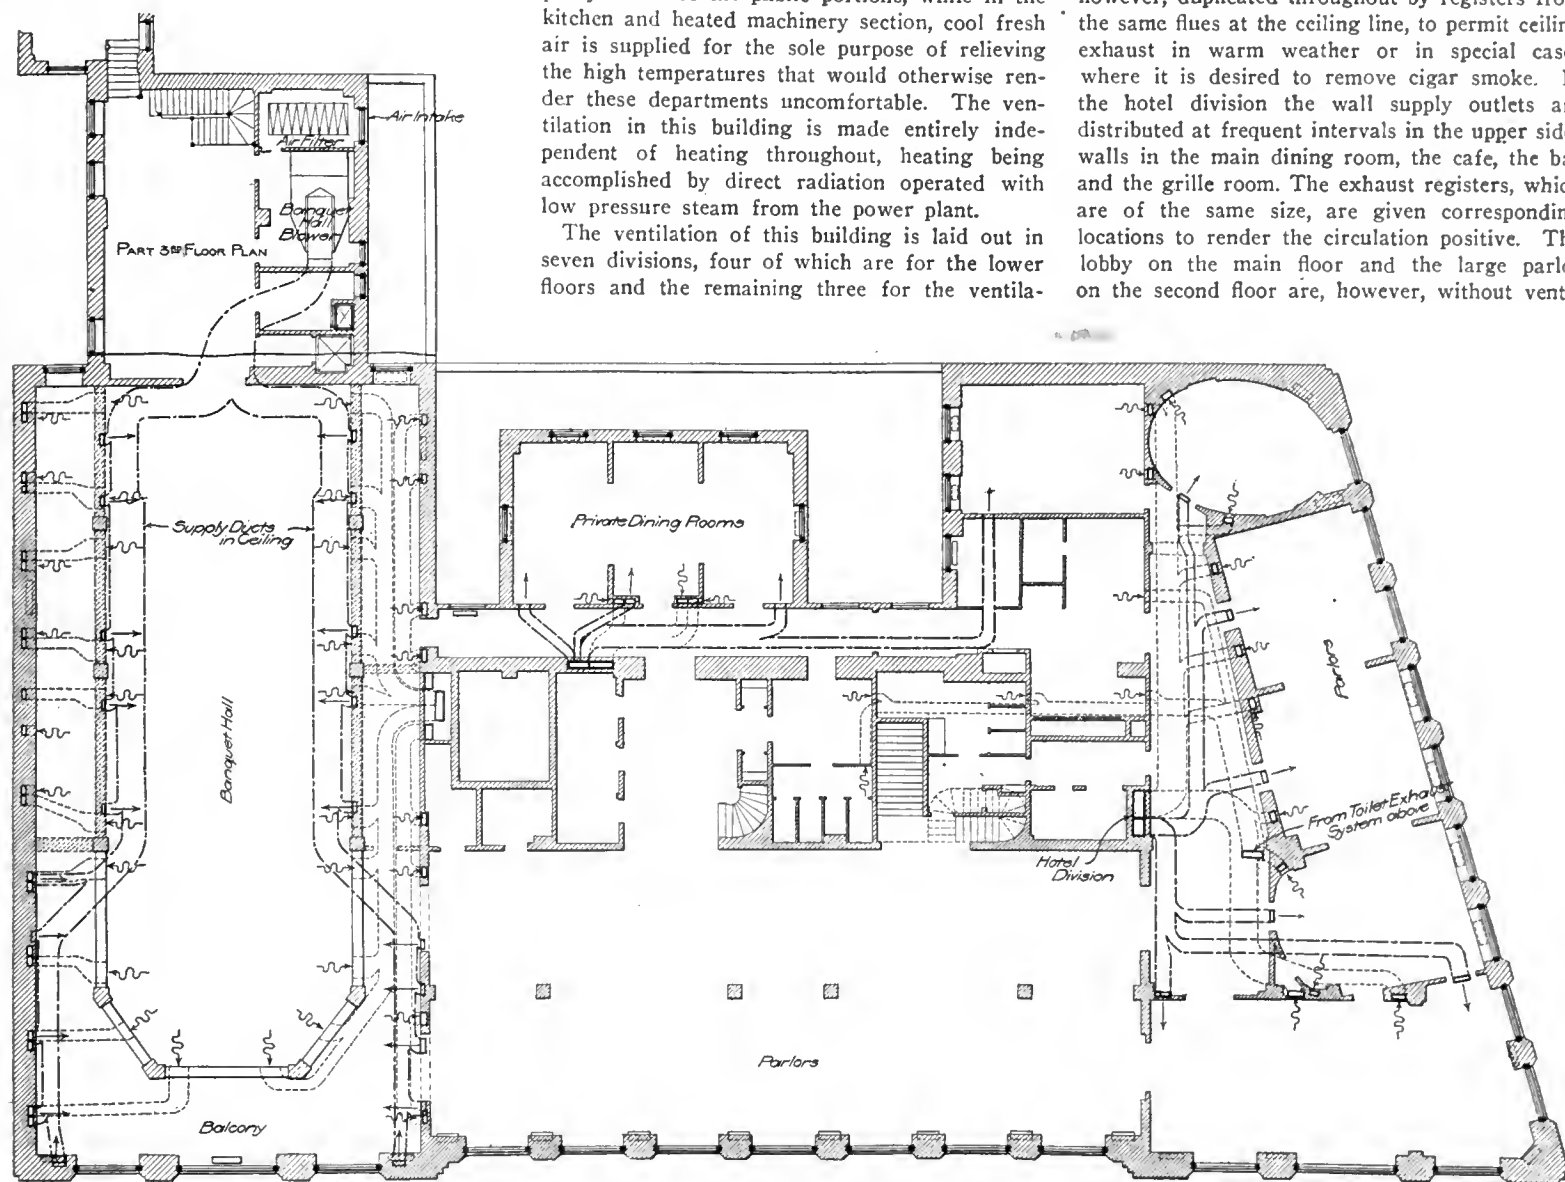 kitchen and heated machinery section, cool fresh
air is supplied for the sole purpose of relieving
the high temperatures that would otherwise ren-
der these departments uncomfortable. The ven-
tilation in this building is made entirely inde-
pendent of heating throughout, heating being
accomplished by direct radiation operated with
low pressure steam from the power plant.
The ventilation of this building is laid out in
seven divisions, four of which are for the lower
floors and the remaining three for the ventila-
however, duplicated throughout by registers
the same flues at the ceiling line, to permit
exhaust in warm weather or in special
where it is desired to remove cigar smoke.
the hotel division the wall supply outlets
distributed at frequent intervals in the upper
walls in the main dining room, the cafe, the
and the grille room. The exhaust registers,
are of the same size, are given
locations to render the circulation positive.
lobby on the main floor and the large
on the second floor are, however, without
Air Intake
Air Filter
Banquet
Hall
Blower
PART 3RD FLOOR PLAN
Supply Ducts
in Ceiling
Private Dining Rooms
Banquet Hall
Parlors
From Toilet Exhaust
System above
Hotel
Division
Parlors
Balcony